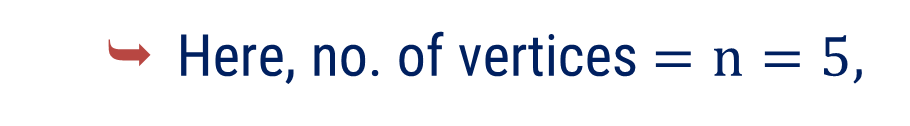 Here, no. of vertices = n = 5,